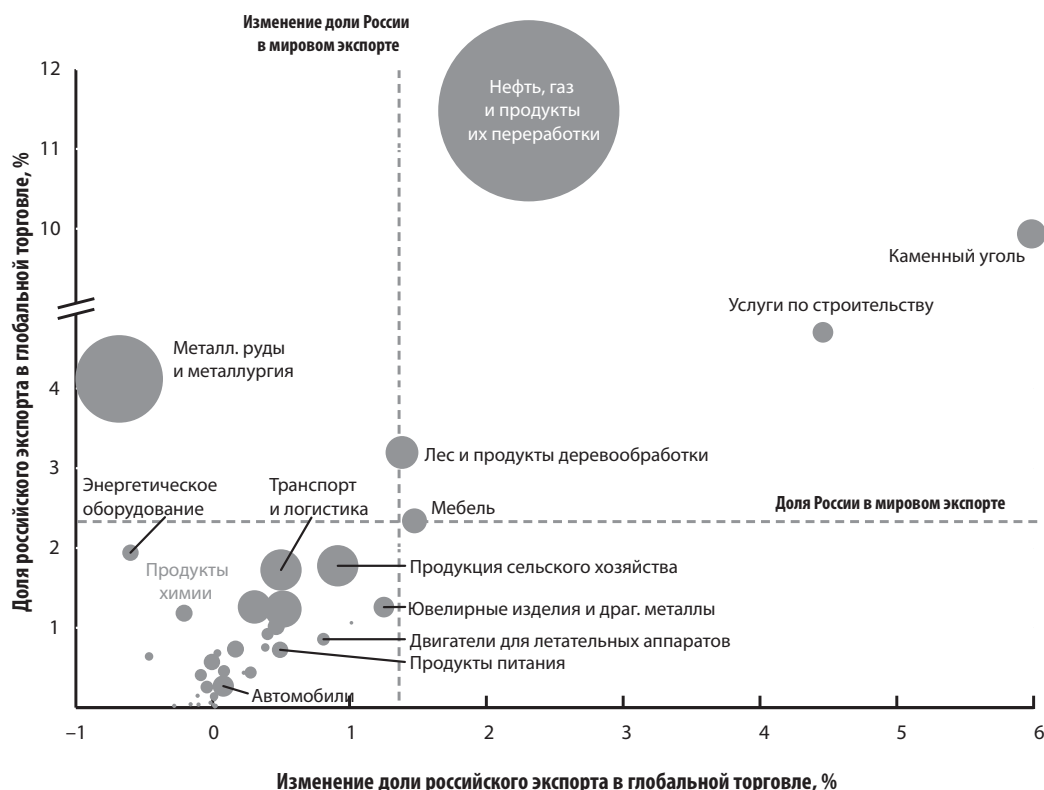 Изменение доли России
в мировом экспорте
12
11
10
4
3
2
1
Доля российского экспорта в глобальной торговле, %
Нефть, газ
и продукты
их переработки
Каменный уголь
Услуги по строительству
Металл. руды
и металлургия
Лес и продукты деревообработки
Энергетическое
оборудование
Транспорт
и логистика
Мебель
Доля России в мировом экспорте
Продукты
химии
Продукция сельского хозяйства
Ювелирные изделия и драг. металлы
Двигатели для летательных аппаратов
Продукты питания
Автомобили
–1
0
1
2
3
4
5
6
Изменение доли российского экспорта в глобальной торговле, %